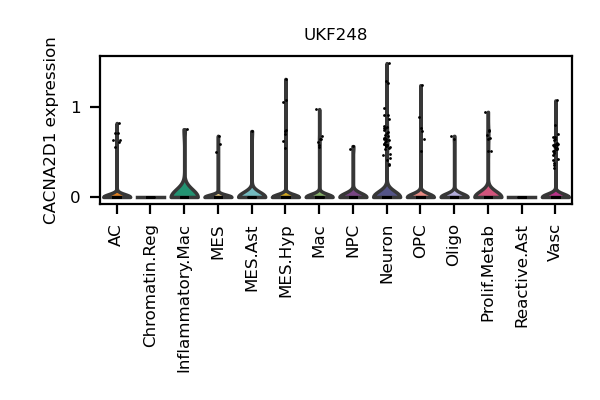 UKF248
CACNA2D1 expression
1
0
AC
Chromatin.Reg
Inflammatory.Mac
MES
MES.Ast
MES.Hyp
Mac
NPC
Neuron
OPC
Oligo
Prolif.Metab
Reactive.Ast
Vasc